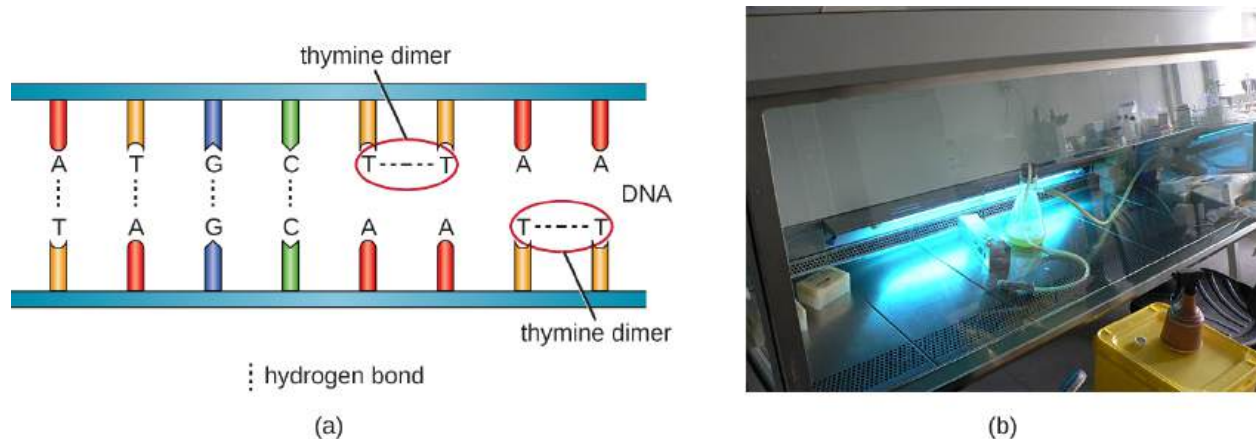 thymine dimer
A T G C T T A A
DNA
T A G C A A T T
thymine dimer
hydrogen bond
(a)
(b)